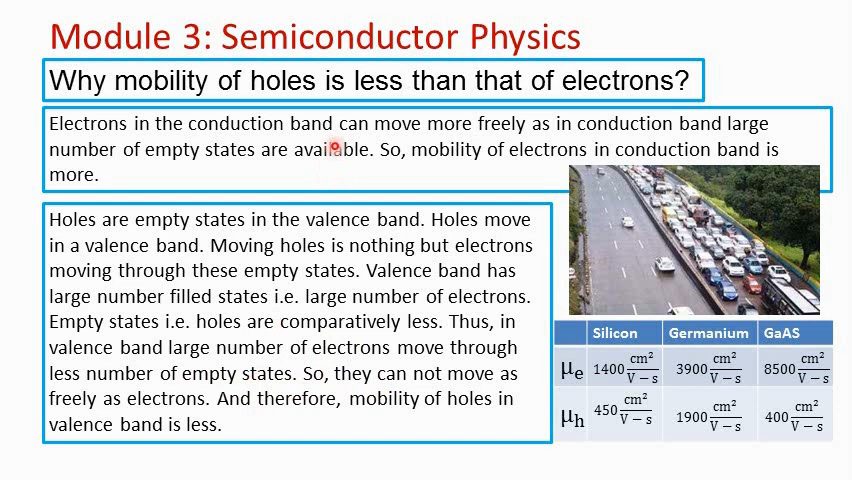 Module 3: Semiconductor Physics
Why mobility of holes is less than that of electrons?
Electrons in the conduction band can move more freely as in conduction band large
number of empty states are available. So, mobility of electrons in conduction band is
more.
Holes are empty states in the valence band. Holes move
in a valence band. Moving holes is nothing but electrons
moving through these empty states. Valence band has
large number filled states i.e. large number of electrons.
Empty states i.e. holes are comparatively less. Thus, in
valence band large number of electrons move through
less number of empty states. So, they can not move as
freely as electrons. And therefore, mobility of holes in
valence band is less.
Silicon Germanium GaAS
μe 1400 cm²/V − s 3900 cm²/V − s 8500 cm²/V − s
μh 450 cm²/V − s 1900 cm²/V − s 400 cm²/V − s